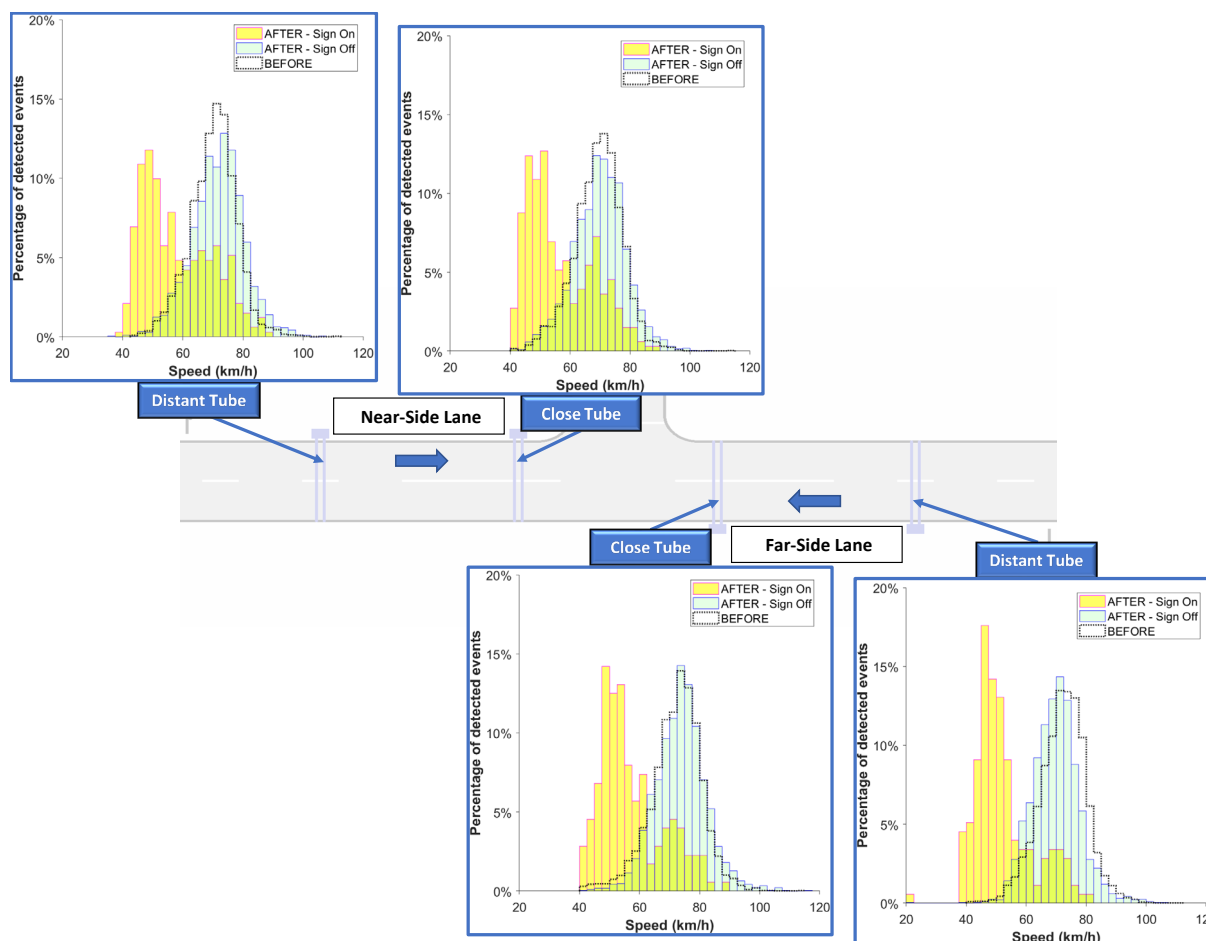 20%
15%
10%
5%
0%
Percentage of detected events
AFTER - Sign On
AFTER - Sign Off
BEFORE
20 40 60 80 100 120
Speed (km/h)
20%
15%
10%
5%
0%
Percentage of detected events
AFTER - Sign On
AFTER - Sign Off
BEFORE
20 40 60 80 100 120
Speed (km/h)
Distant Tube
Near-Side Lane
Close Tube
Close Tube
Far-Side Lane
Distant Tube
20%
15%
10%
5%
0%
Percentage of detected events
AFTER - Sign On
AFTER - Sign Off
BEFORE
20 40 60 80 100 120
Speed (km/h)
20%
15%
10%
5%
0%
Percentage of detected events
AFTER - Sign On
AFTER - Sign Off
BEFORE
20 40 60 80 100 120
Speed (km/h)